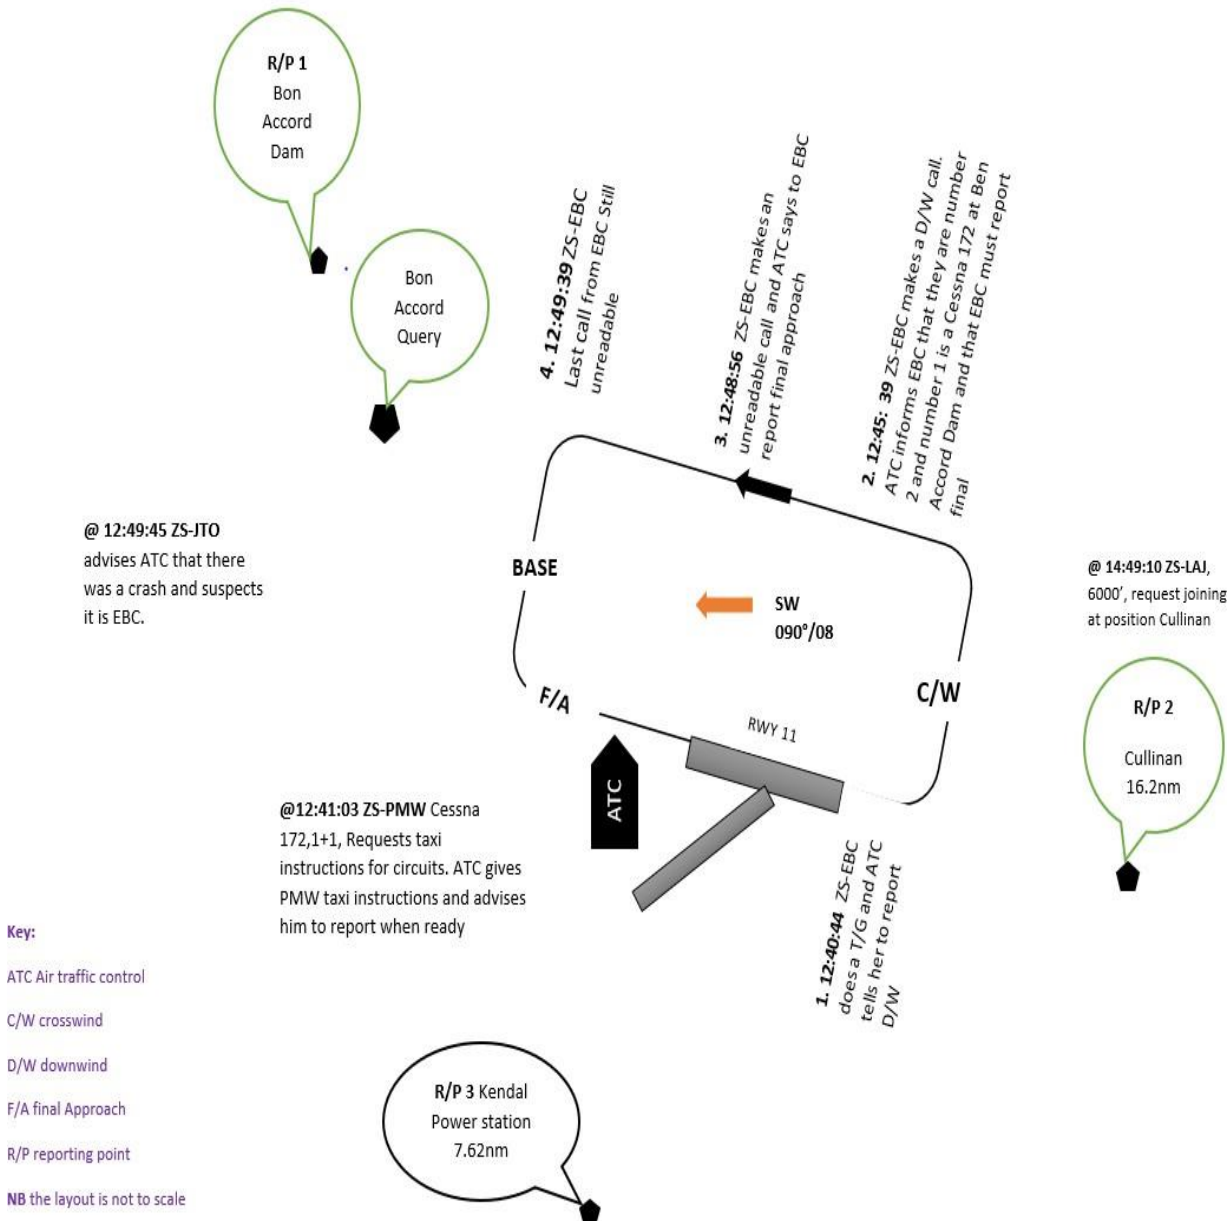 R/P 1
Bon
Accord
Dam
Bon
Accord
Query
4. 12:49:39 ZS-EBC
Last call from EBC Still
unreadable
3. 12:48:56 ZS-EBC makes an
unreadable call and ATC says to EBC
report final approach
2. 12:45: 39 ZS-EBC makes a D/W call.
ATC informs EBC that they are number
2 and number 1 is a Cessna 172 at Ben
Accord Dam and that EBC must report
final
@ 12:49:45 ZS-JTO
advises ATC that there
was a crash and suspects
it is EBC.
BASE
SW
090°/08
@ 14:49:10 ZS-LAJ,
6000’, request joining
at position Cullinan
F/A
C/W
RWY 11
R/P 2
Cullinan
16.2nm
ATC
@12:41:03 ZS-PMW Cessna
172,1+1, Requests taxi
instructions for circuits. ATC gives
PMW taxi instructions and advises
him to report when ready
1. 12:40:44 ZS-EBC
does a T/G and ATC
tells her to report
D/W
Key:
ATC Air traffic control
C/W crosswind
D/W downwind
F/A final Approach
R/P reporting point
NB the layout is not to scale
R/P 3 Kendal
Power station
7.62nm